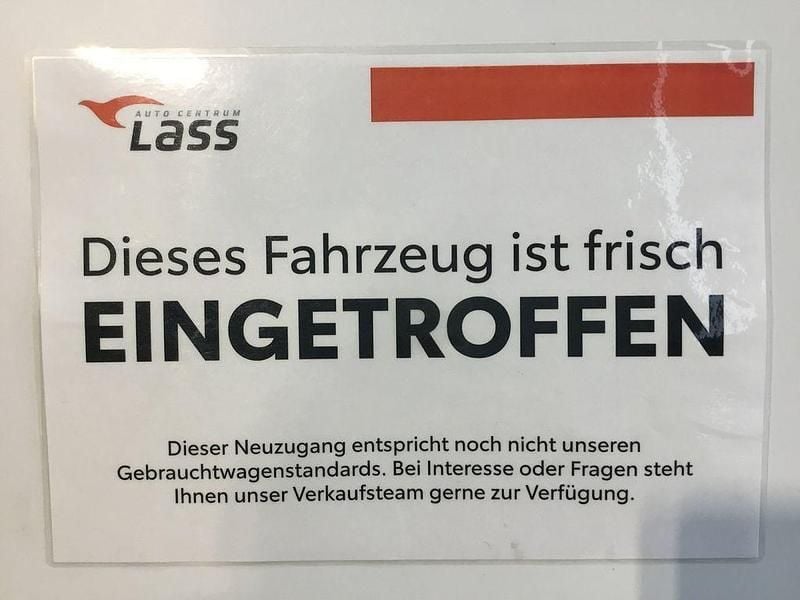 AUTO CENTRUM
Lass
Dieses Fahrzeug ist frisch
EINGETROFFEN
Dieser Neuzugang entspricht noch nicht unseren
Gebrauchtwagenstandards. Bei Interesse oder Fragen steht
Ihnen unser Verkaufsteam gerne zur Verfügung.